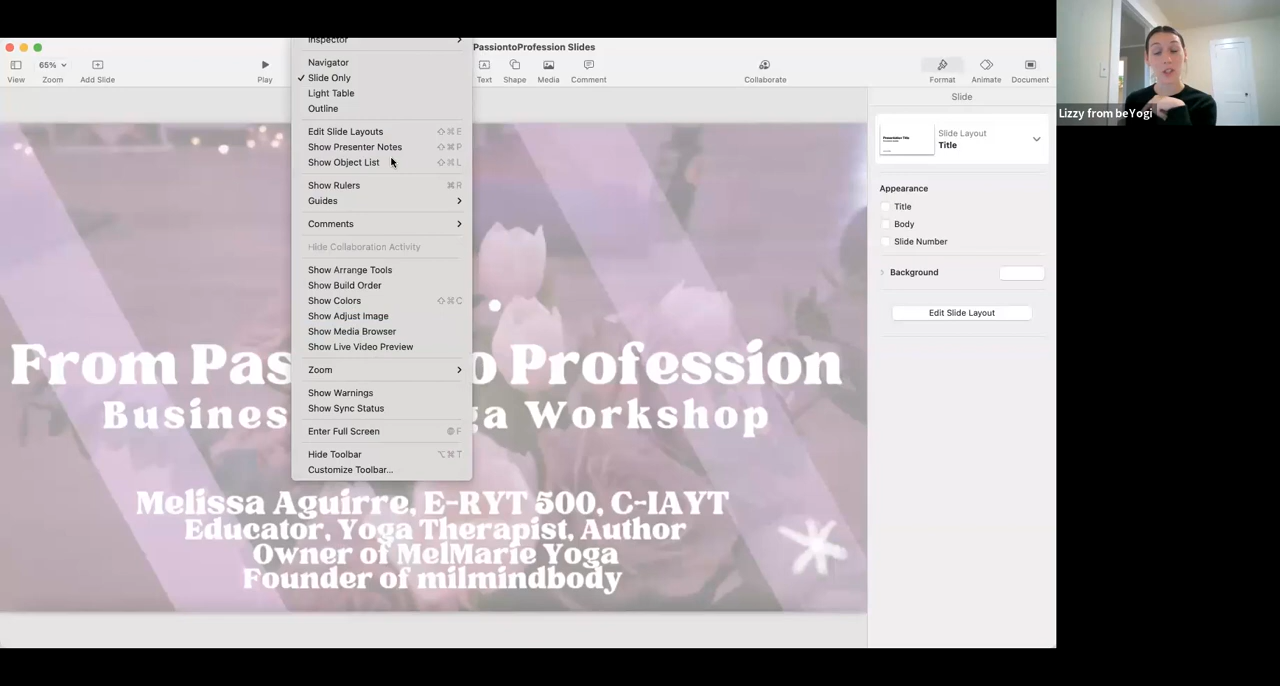 PassiontoProfession Slides
View
65%
Zoom
Add Slide
Play
Text
Shape
Media
Comment
Collaborate
Format
Animate
Document
Inspector
Navigator
✓ Slide Only
Light Table
Outline
Edit Slide Layouts ⇧⌘E
Show Presenter Notes ⇧⌘P
Show Object List ⇧⌘L
Show Rulers ⌘R
Guides
Comments
Hide Collaboration Activity
Show Arrange Tools
Show Build Order
Show Colors ⇧⌘C
Show Adjust Image
Show Media Browser
Show Live Video Preview
Zoom
Show Warnings
Show Sync Status
Enter Full Screen F
Hide Toolbar ⌥⌘T
Customize Toolbar...
From Pas o Profession
Busines ga Workshop
Melissa Aguirre, E-RYT 500, C-IAYT
Educator, Yoga Therapist, Author
Owner of MelMarie Yoga
Founder of milmindbody
Slide
Slide Layout
Title
Appearance
Title
Body
Slide Number
Background
Edit Slide Layout
Lizzy from beYogi